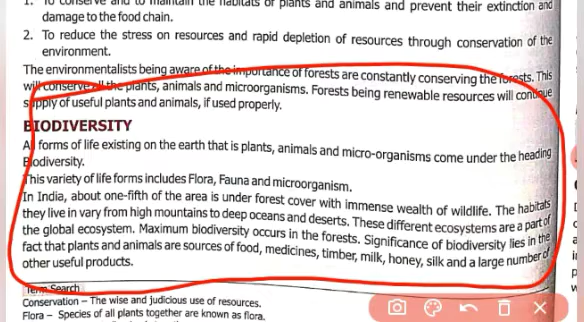 1. To conserve and to maintain the habitats of plants and animals and prevent their extinction and
damage to the food chain.
2. To reduce the stress on resources and rapid depletion of resources through conservation of the
environment.
The environmentalists being aware of the importance of forests are constantly conserving the forests. This
will conserve all the plants, animals and microorganisms. Forests being renewable resources will continue
supply of useful plants and animals, if used properly.
BIODIVERSITY
All forms of life existing on the earth that is plants, animals and micro-organisms come under the heading
Biodiversity.
This variety of life forms includes Flora, Fauna and microorganism.
In India, about one-fifth of the area is under forest cover with immense wealth of wildlife. The habitats
they live in vary from high mountains to deep oceans and deserts. These different ecosystems are a part of
the global ecosystem. Maximum biodiversity occurs in the forests. Significance of biodiversity lies in the
fact that plants and animals are sources of food, medicines, timber, milk, honey, silk and a large number of
other useful products.
Term Search
Conservation – The wise and judicious use of resources.
Flora – Species of all plants together are known as flora.